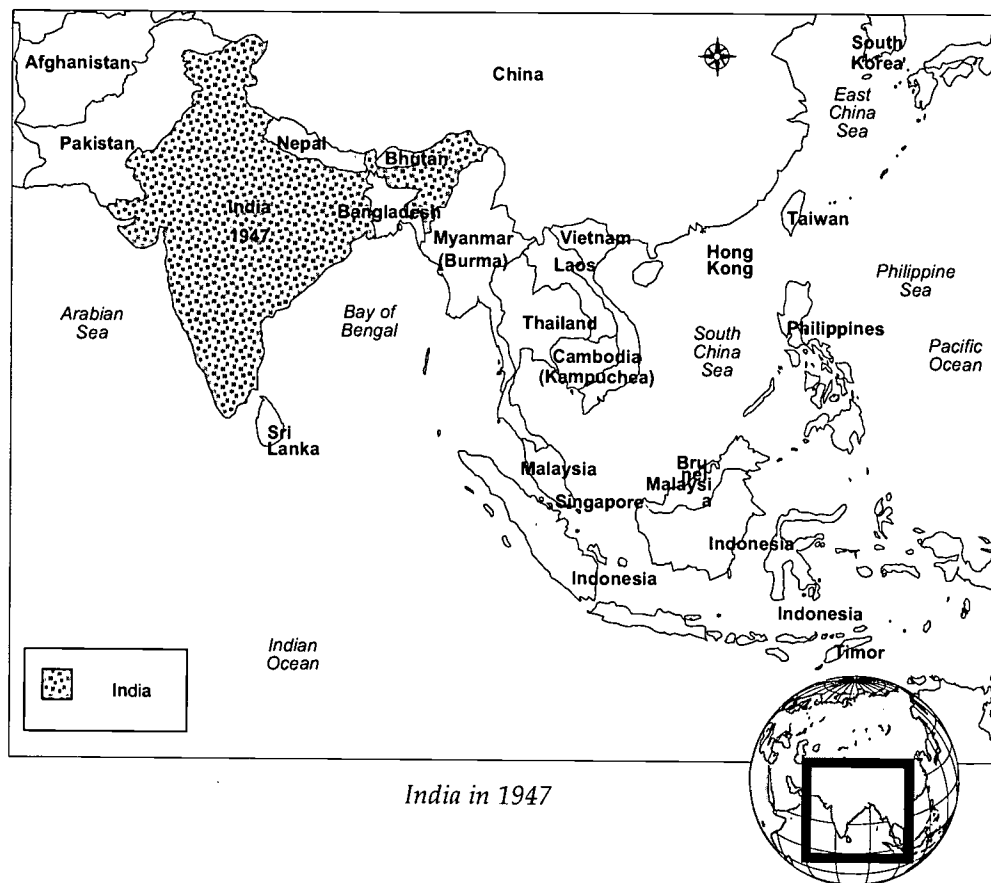 South
Korea
Afghanistan
China
East
China
Sea
Pakistan
Nepal
Bhutan
India
1947
Bangladesh
Taiwan
Myanmar
(Burma)
Vietnam
Laos
Hong
Kong
Philippine
Sea
Arabian
Sea
Bay of
Bengal
Thailand
South
China
Sea
Philippines
Pacific
Ocean
Cambodia
(Kampuchea)
Sri
Lanka
Malaysia
Bru
nei
Malaysi
a
Singapore
Indonesia
Indonesia
Indonesia
Timor
Indian
Ocean
India
India in 1947